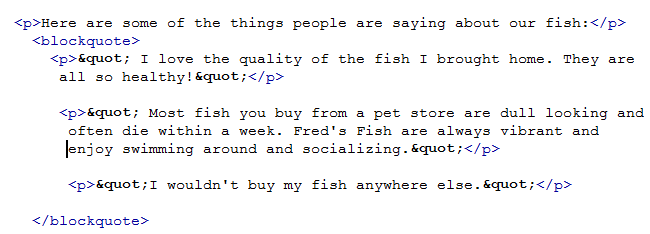 <p>Here are some of the things people are saying about our fish:</p>
<blockquote>
<p>&quot; I love the quality of the fish I brought home. They are
all so healthy!&quot;</p>
<p>&quot; Most fish you buy from a pet store are dull looking and
often die within a week. Fred's Fish are always vibrant and
enjoy swimming around and socializing.&quot;</p>
<p>&quot;I wouldn't buy my fish anywhere else.&quot;</p>
</blockquote>